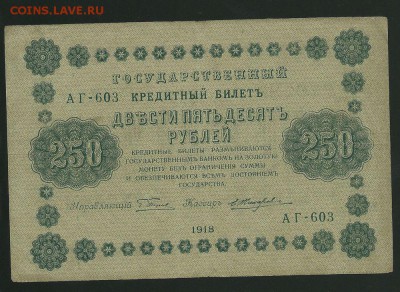 COINS.LAVE.RU
ГОСУДАРСТВЕННЫЙ
АГ-603 КРЕДИТНЫЙ БИЛЕТЪ
ДВѢСТИ ПЯТЬДЕСЯТЪ
РУБЛЕЙ
250 250
КРЕДИТНЫЕ БИЛЕТЫ РАЗМѢНИВАЮТСЯ
ГОСУДАРСТВЕННЫМЪ БАНКОМЪ НА ЗОЛОТУЮ
МОНЕТУ БЕЗЪ ОГРАНИЧЕНІЯ СУММЫ
И ОБЕЗПЕЧИВАЮТСЯ ВСѢМЪ ДОСТОЯНІЕМЪ
ГОСУДАРСТВА.
Управляющій Кассиръ
АГ-603
1918